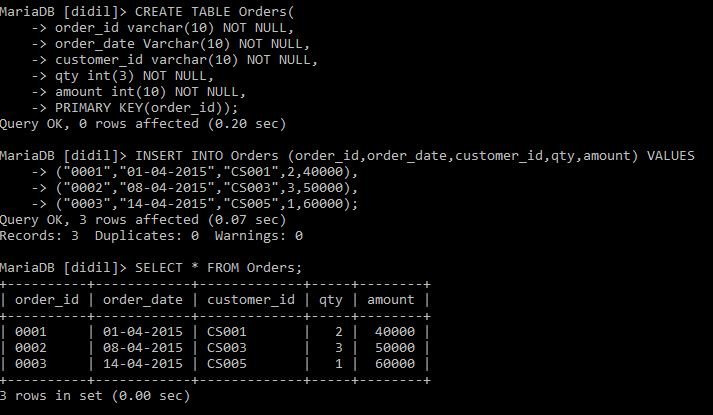 MariaDB [didil]> CREATE TABLE Orders(
    -> order_id varchar(10) NOT NULL,
    -> order_date Varchar(10) NOT NULL,
    -> customer_id varchar(10) NOT NULL,
    -> qty int(3) NOT NULL,
    -> amount int(10) NOT NULL,
    -> PRIMARY KEY(order_id));
Query OK, 0 rows affected (0.20 sec)

MariaDB [didil]> INSERT INTO Orders (order_id,order_date,customer_id,qty,amount) VALUES
    -> ("0001","01-04-2015","CS001",2,40000),
    -> ("0002","08-04-2015","CS003",3,50000),
    -> ("0003","14-04-2015","CS005",1,60000);
Query OK, 3 rows affected (0.07 sec)
Records: 3  Duplicates: 0  Warnings: 0

MariaDB [didil]> SELECT * FROM Orders;
+----------+------------+-------------+-----+--------+
| order_id | order_date | customer_id | qty | amount |
+----------+------------+-------------+-----+--------+
| 0001     | 01-04-2015 | CS001       |   2 |  40000 |
| 0002     | 08-04-2015 | CS003       |   3 |  50000 |
| 0003     | 14-04-2015 | CS005       |   1 |  60000 |
+----------+------------+-------------+-----+--------+
3 rows in set (0.00 sec)